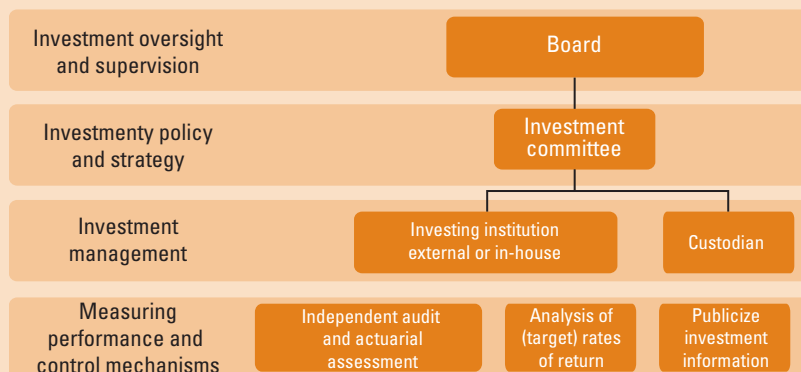 Investment oversight
and supervision
Board
Investmenty policy
and strategy
Investment
committee
Investment
management
Investing institution
external or in-house
Custodian
Measuring
performance and
control mechanisms
Independent audit
and actuarial
assessment
Analysis of
(target) rates
of return
Publicize
investment
information